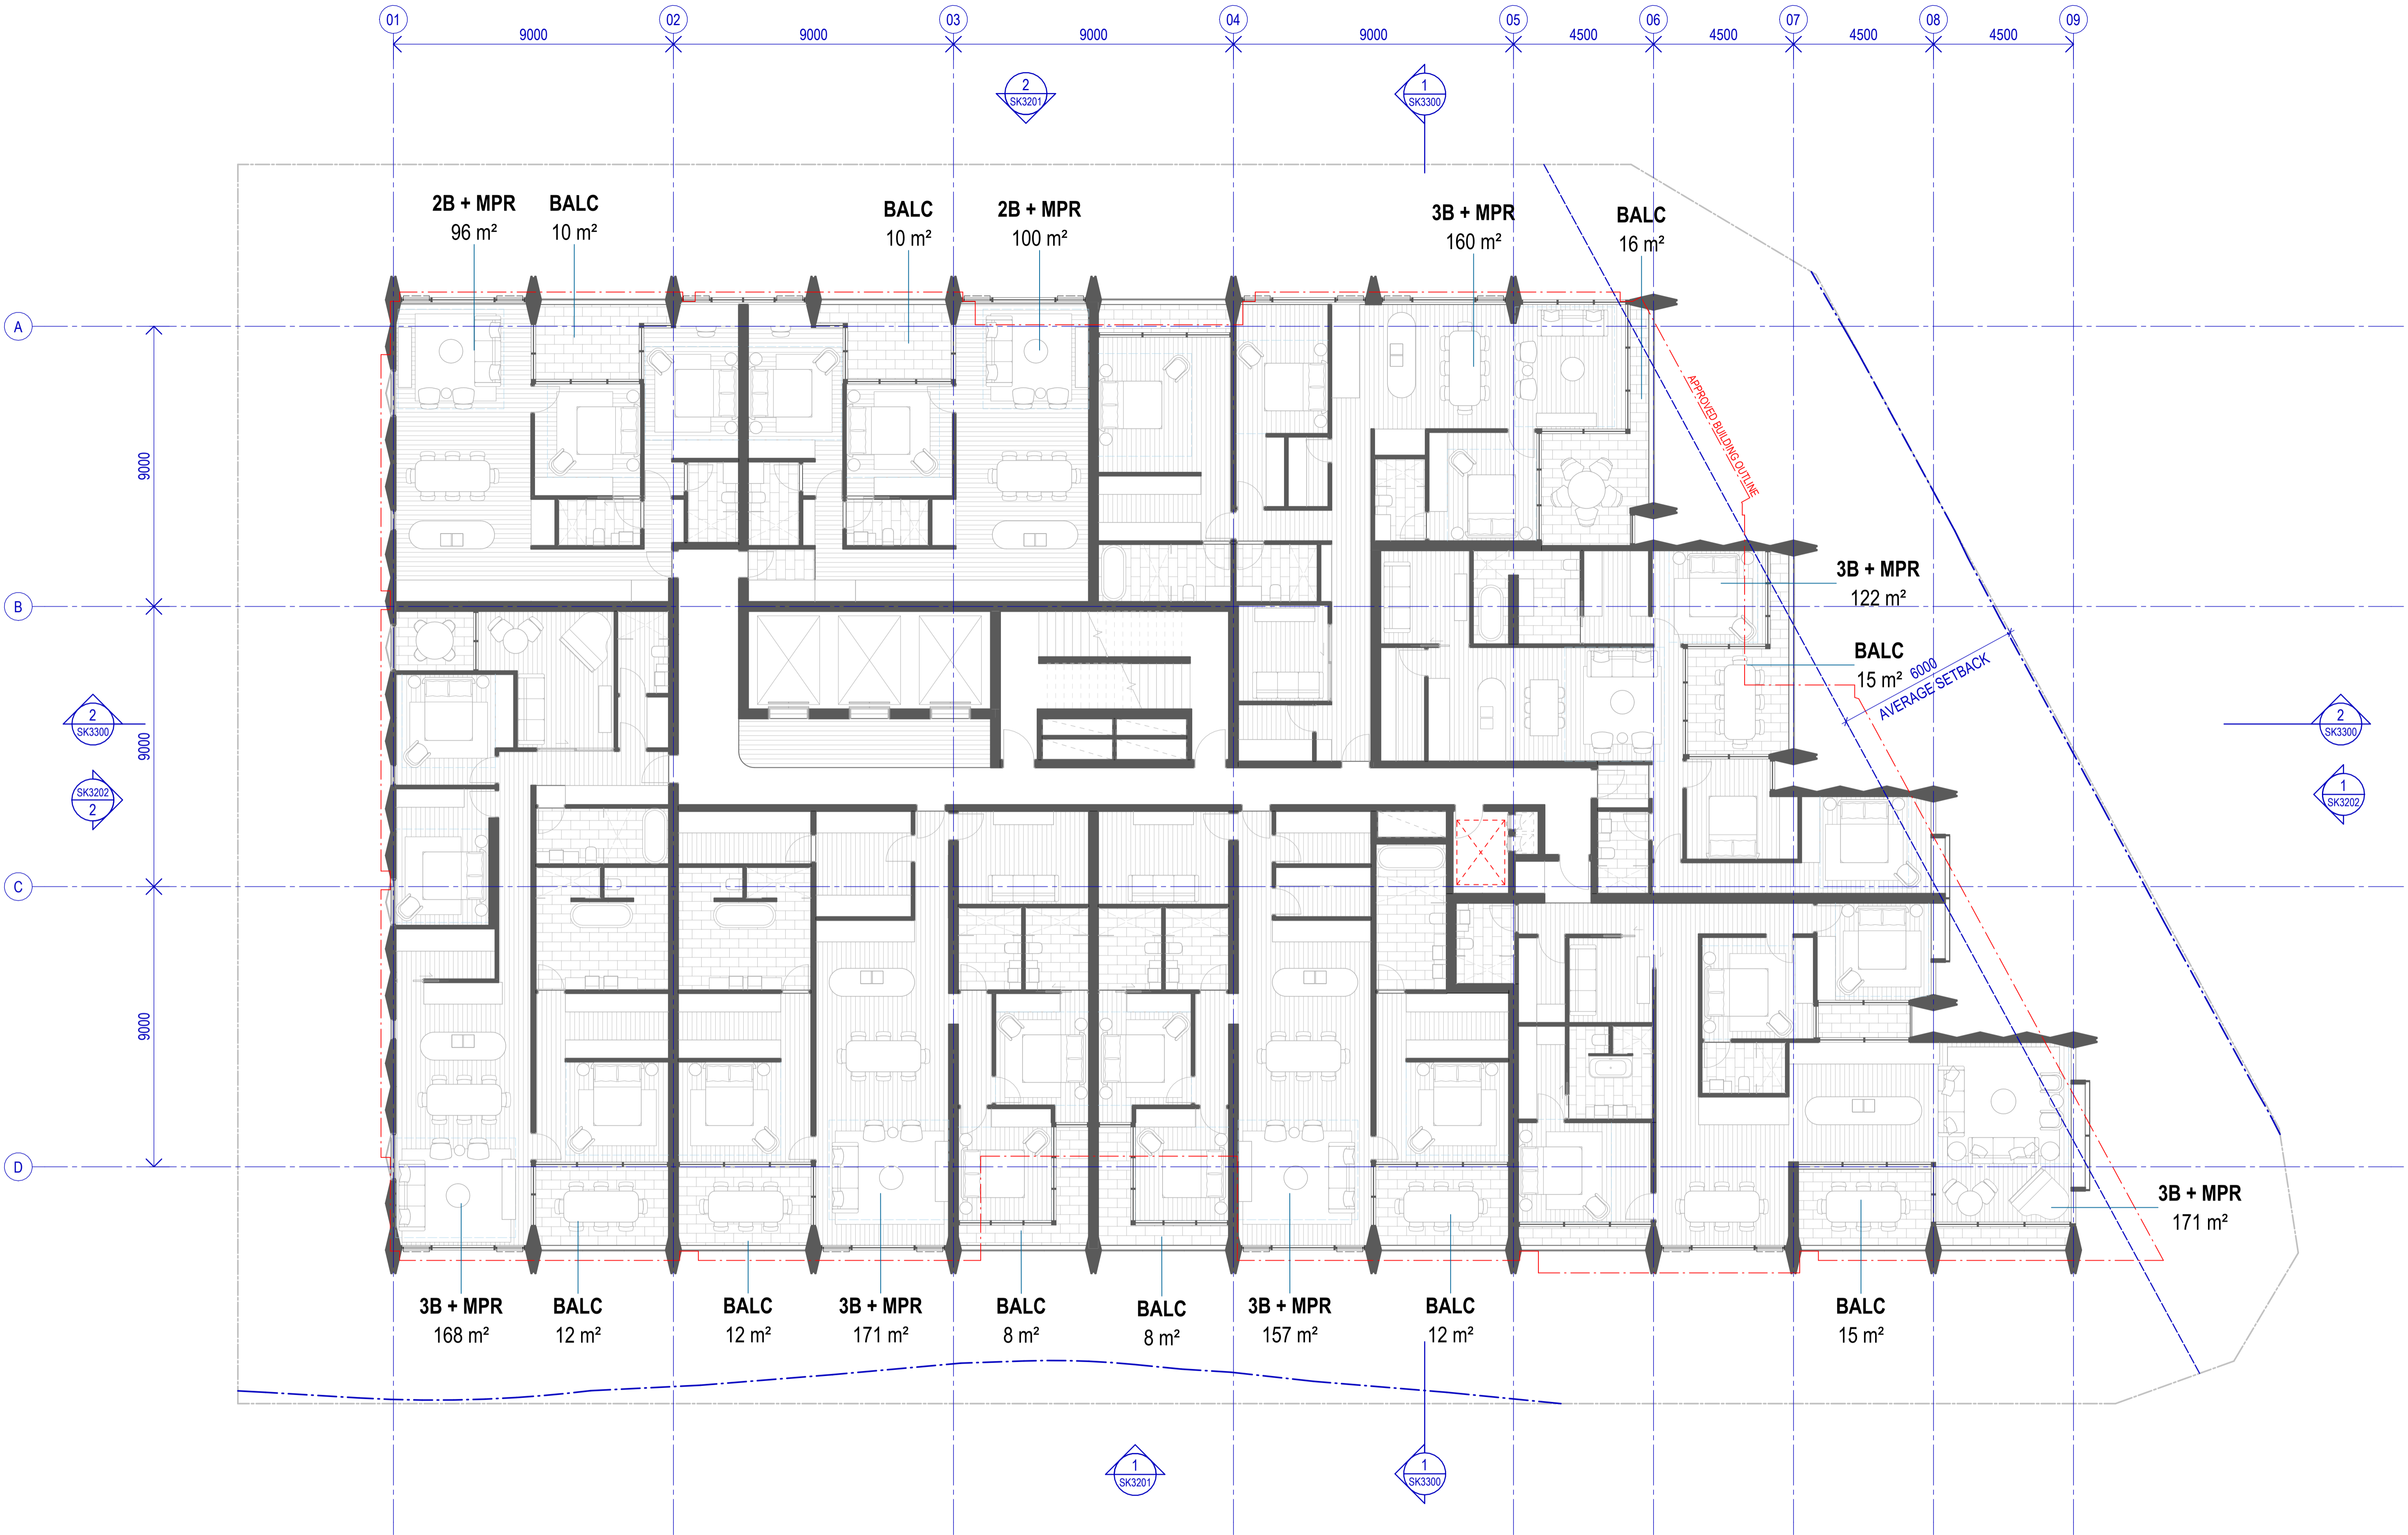 01 02 03 04 05 06 07 08 09
9000 9000 9000 9000 4500 4500 4500 4500
2
SK3201
1
SK3300
2B + MPR
96 m²
BALC
10 m²
BALC
10 m²
2B + MPR
100 m²
3B + MPR
160 m²
BALC
16 m²
A
APPROVED BUILDING OUTLINE
9000
3B + MPR
122 m²
B
BALC
15 m²
6000
AVERAGE SETBACK
9000
2
SK3300
2
SK3300
SK3202
2
1
SK3202
C
9000
D
3B + MPR
171 m²
3B + MPR
168 m²
BALC
12 m²
BALC
12 m²
3B + MPR
171 m²
BALC
8 m²
BALC
8 m²
3B + MPR
157 m²
BALC
12 m²
BALC
15 m²
1
SK3201
1
SK3300